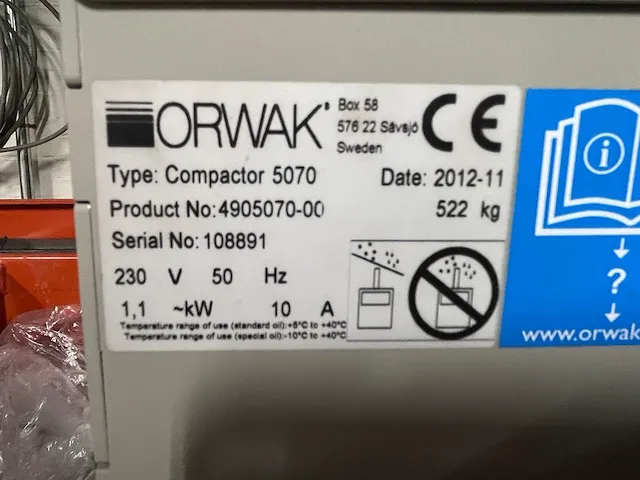 ORWAK
Box 58
576 22 Sävsjö
Sweden
CE
Type: Compactor 5070
Date: 2012-11
Product No: 4905070-00
522 kg
Serial No: 108891
230 V 50 Hz
1,1 ~kW 10 A
Temperature range of use (standard oil):+5°C to +40°C
Temperature range of use (special oil):-10°C to +40°C
i
?
www.orwak